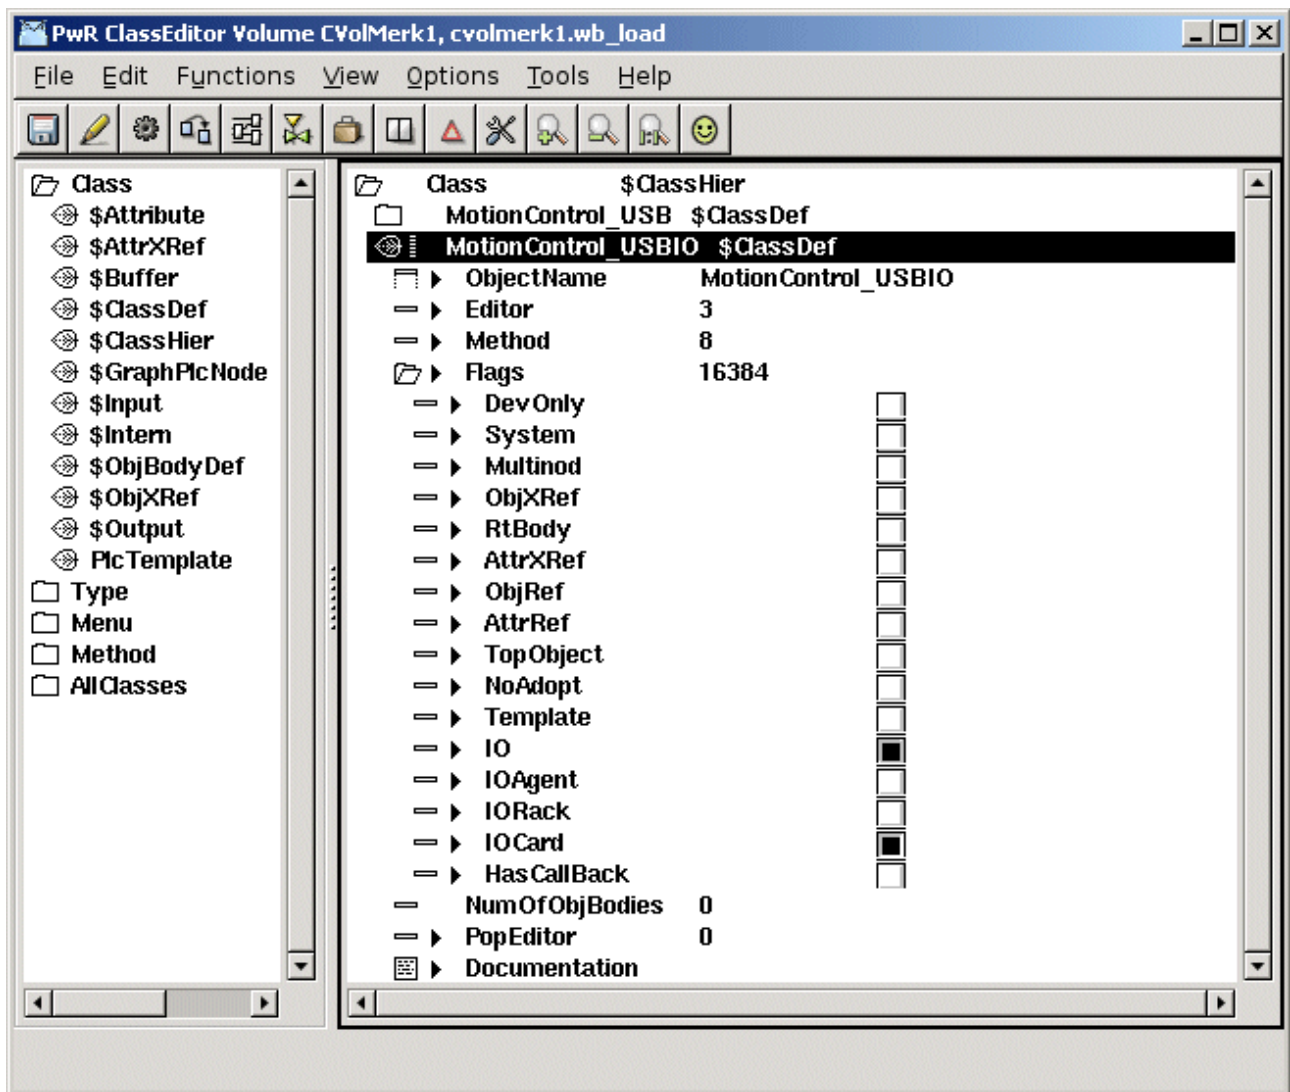 PwR ClassEditor Volume CVolMerk1, cvolmerk1.wb_load
File Edit Functions View Options Tools Help
Class
$Attribute
$AttrXRef
$Buffer
$ClassDef
$ClassHier
$GraphPlcNode
$Input
$Intern
$ObjBodyDef
$ObjXRef
$Output
PlcTemplate
Type
Menu
Method
AllClasses
Class $ClassHier
MotionControl_USB $ClassDef
MotionControl_USBIO $ClassDef
ObjectName MotionControl_USBIO
Editor 3
Method 8
Flags 16384
DevOnly
System
Multinod
ObjXRef
RtBody
AttrXRef
ObjRef
AttrRef
TopObject
NoAdopt
Template
IO
IOAgent
IORack
IOCard
HasCallBack
NumOfObjBodies 0
PopEditor 0
Documentation